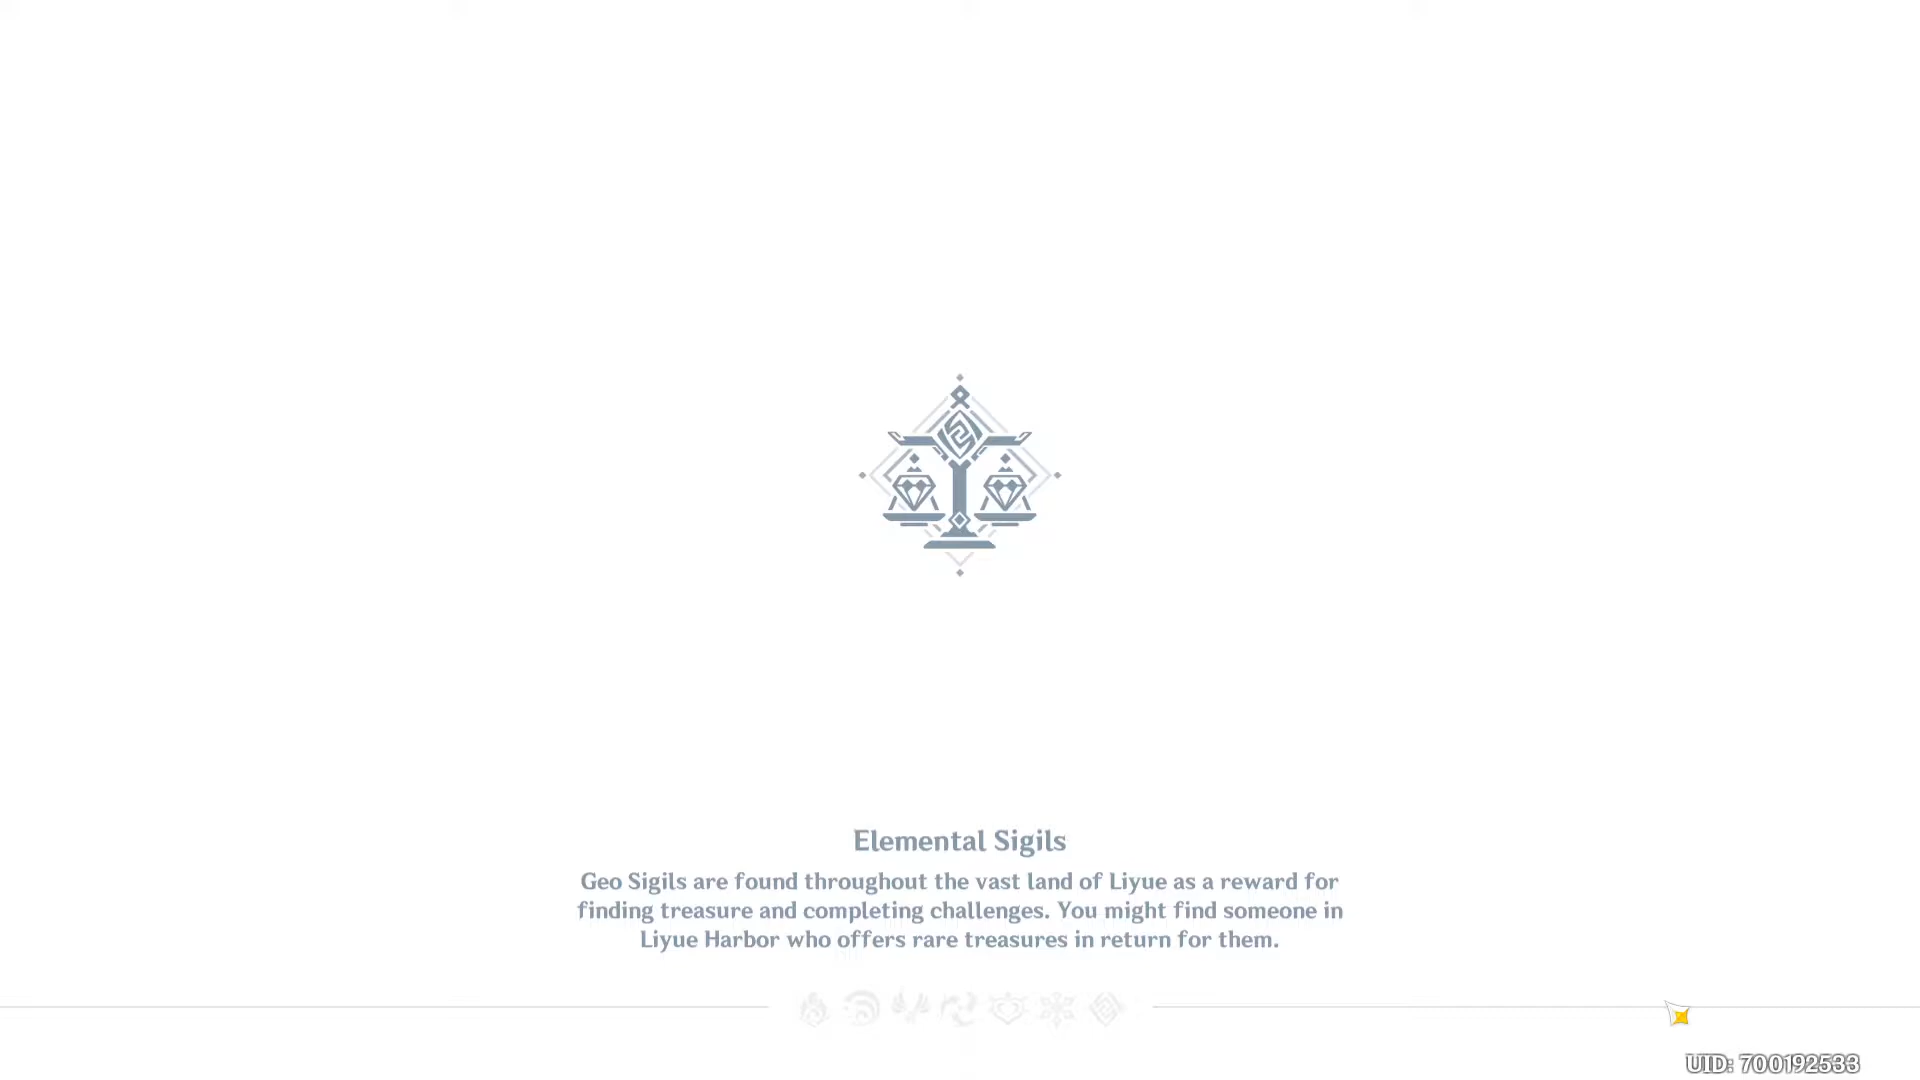 Elemental Sigils
Geo Sigils are found throughout the vast land of Liyue as a reward for
finding treasure and completing challenges. You might find someone in
Liyue Harbor who offers rare treasures in return for them.
UID: 700192533